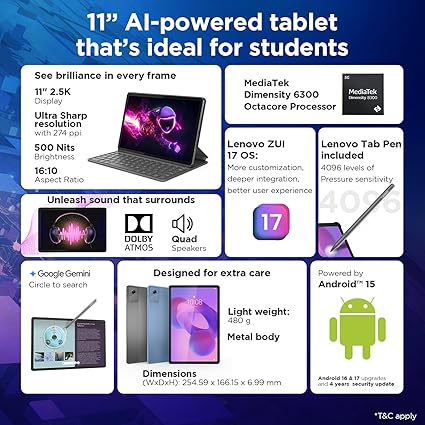 11” AI-powered tablet
that’s ideal for students
See brilliance in every frame
11" 2.5K
Display
Ultra Sharp
resolution
with 274 ppi
500 Nits
Brightness
16:10
Aspect Ratio
MediaTek
Dimensity 6300
Octacore Processor
5G
MediaTek
Dimensity 6300
Lenovo ZUI
17 OS:
More customization,
deeper integration,
better user experience
17
Lenovo Tab Pen
included
4096 levels of
Pressure sensitivity
4096
Unleash sound that surrounds
DOLBY
ATMOS
Quad
Speakers
Google Gemini
Circle to search
Designed for extra care
Light weight:
480 g
Metal body
Dimensions
(WxDxH): 254.59 x 166.15 x 6.99 mm
Powered by
Android™ 15
Android 16 & 17 upgrades
and 4 years security update
*T&C apply